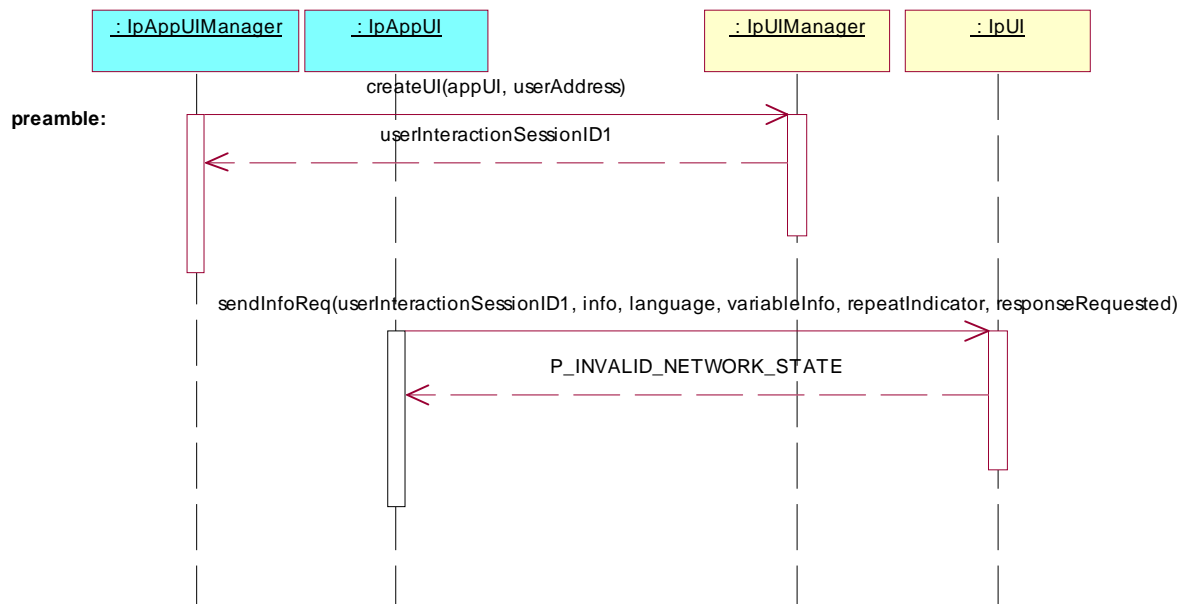 : IpAppUIManager
: IpAppUI
: IpUIManager
: IpUI
createUI(appUI, userAddress)
preamble:
userInteractionSessionID1
sendInfoReq(userInteractionSessionID1, info, language, variableInfo, repeatIndicator, responseRequested)
P_INVALID_NETWORK_STATE